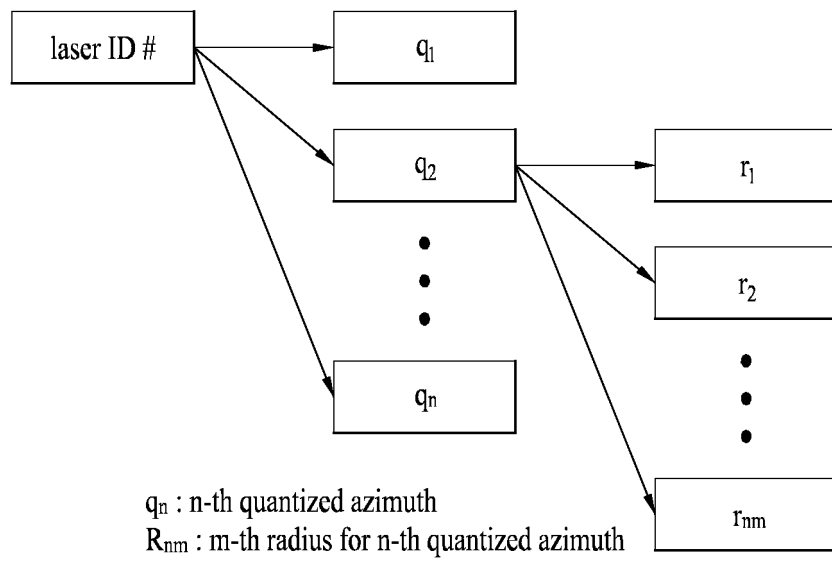 laser ID #
q₁
q₂
r₁
r₂
qₙ
rₙₘ
qₙ : n-th quantized azimuth
Rₙₘ : m-th radius for n-th quantized azimuth